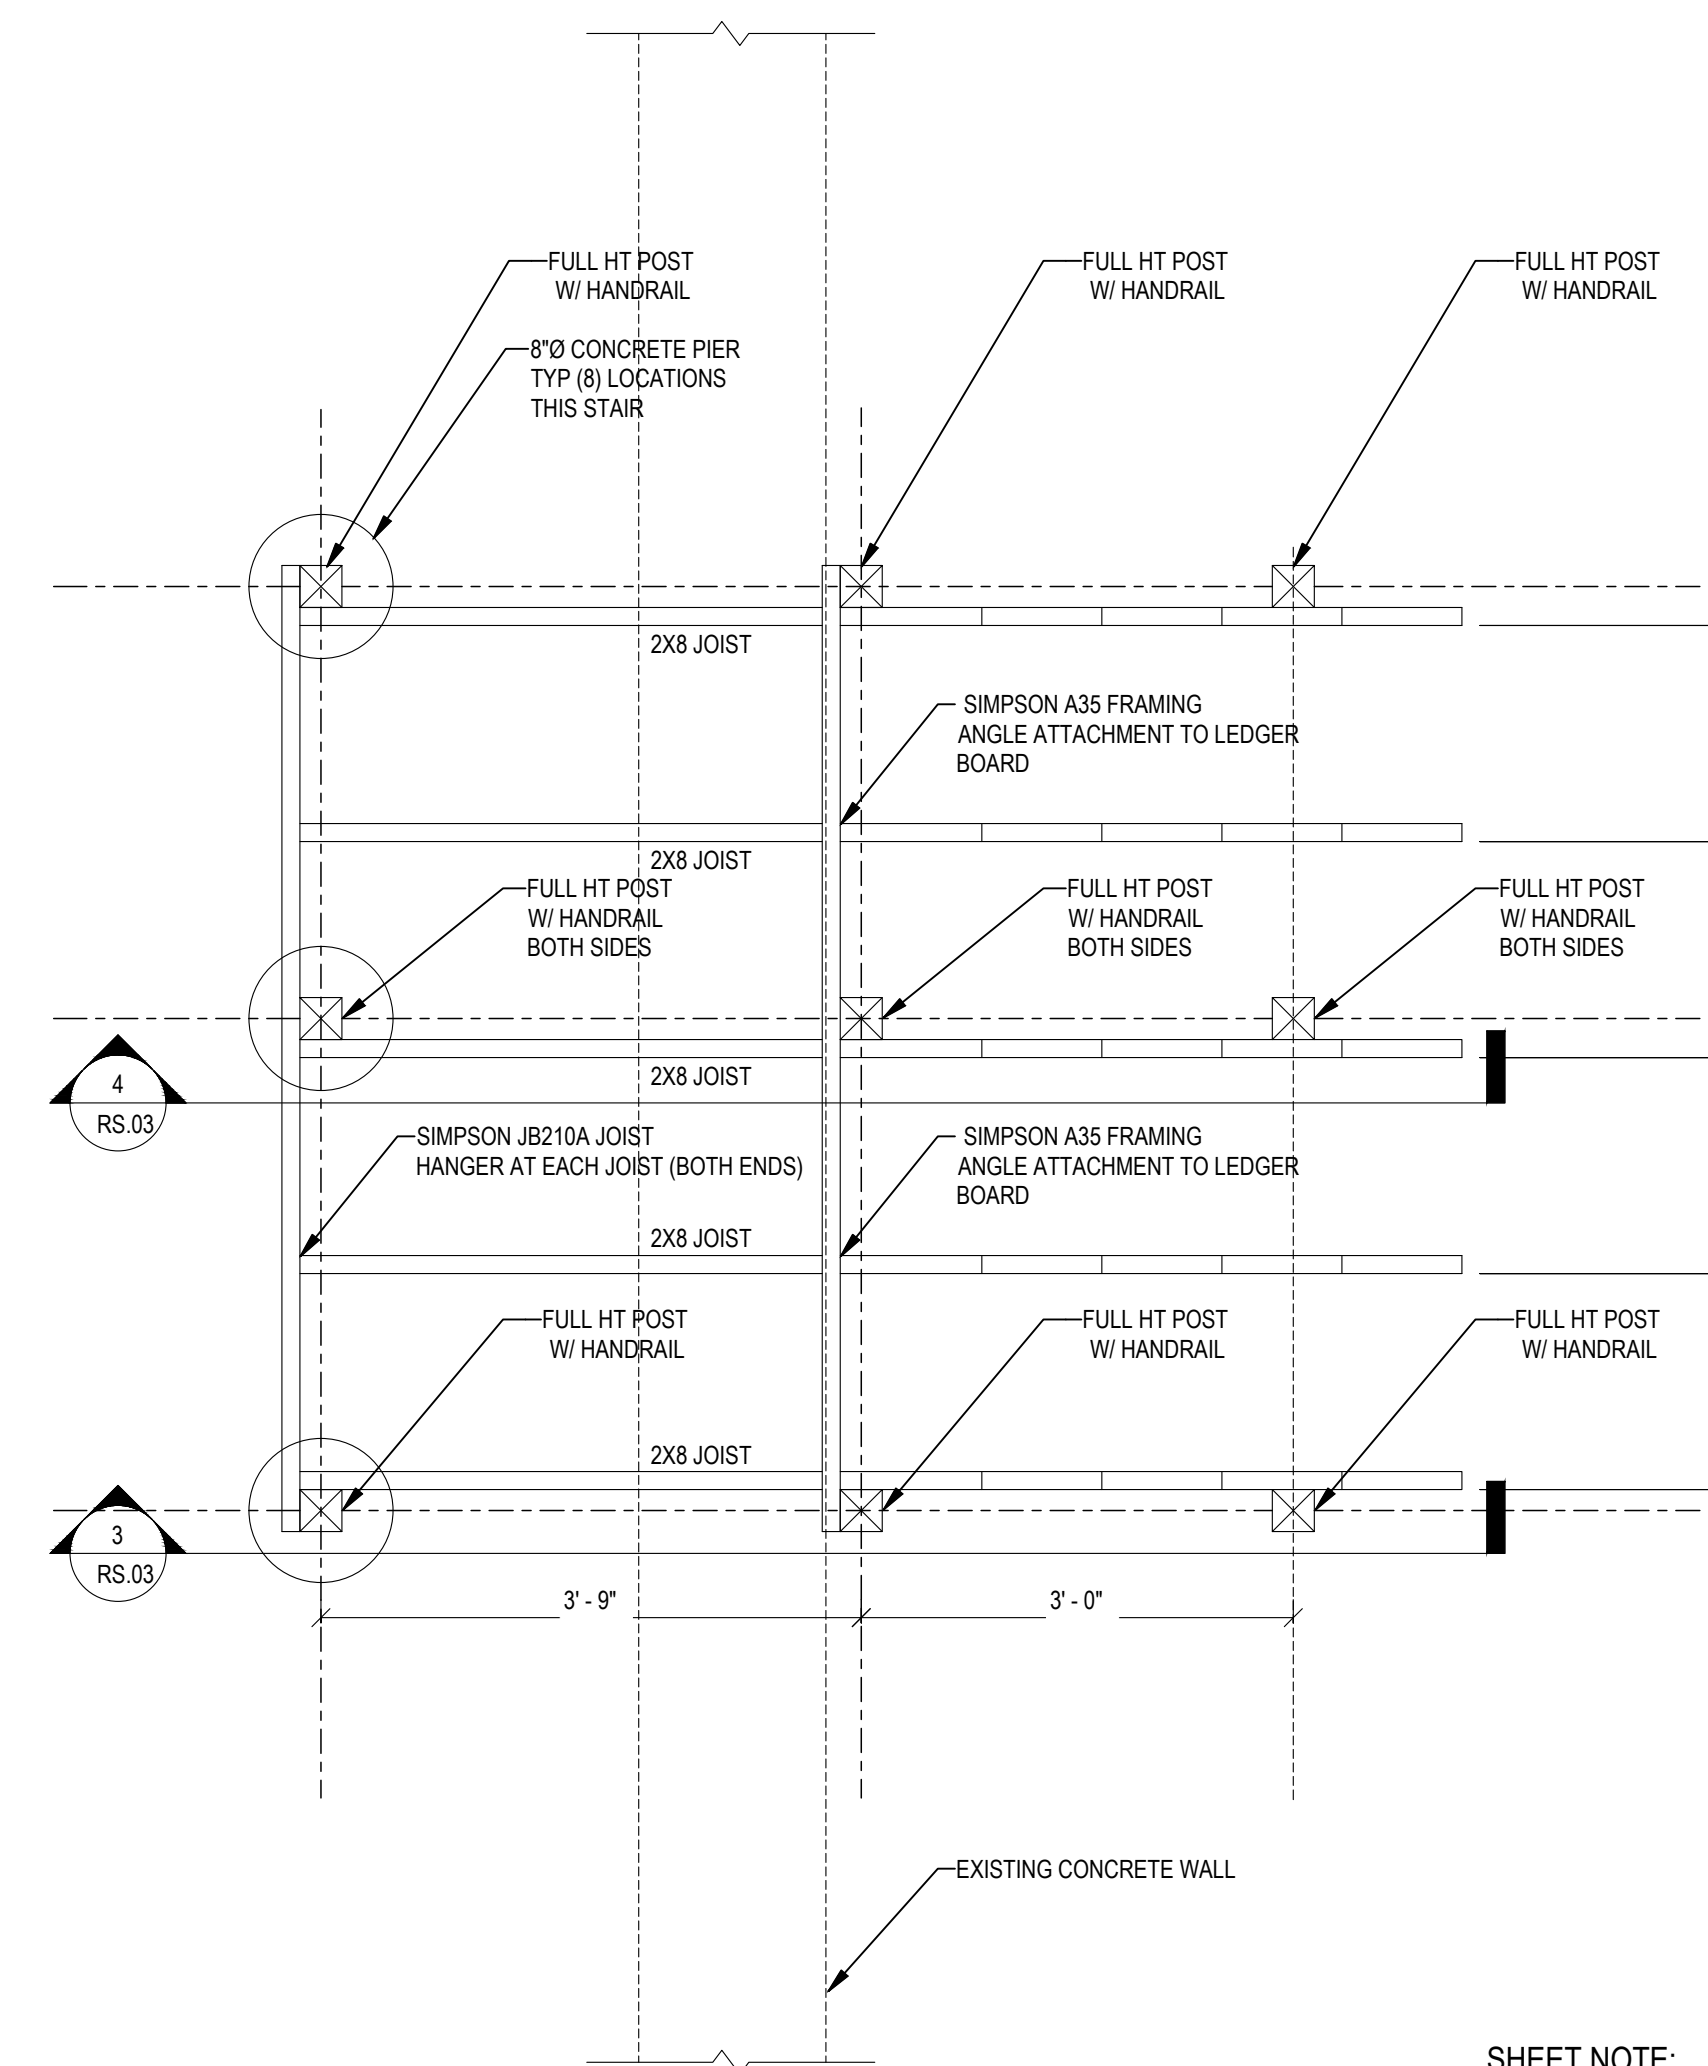 FULL HT POST
W/ HANDRAIL
FULL HT POST
W/ HANDRAIL
FULL HT POST
W/ HANDRAIL
8"Ø CONCRETE PIER
TYP (8) LOCATIONS
THIS STAIR
2X8 JOIST
SIMPSON A35 FRAMING
ANGLE ATTACHMENT TO LEDGER
BOARD
2X8 JOIST
FULL HT POST
W/ HANDRAIL
BOTH SIDES
FULL HT POST
W/ HANDRAIL
BOTH SIDES
FULL HT POST
W/ HANDRAIL
BOTH SIDES
2X8 JOIST
4
RS.03
SIMPSON JB210A JOIST
HANGER AT EACH JOIST (BOTH ENDS)
SIMPSON A35 FRAMING
ANGLE ATTACHMENT TO LEDGER
BOARD
2X8 JOIST
FULL HT POST
W/ HANDRAIL
FULL HT POST
W/ HANDRAIL
FULL HT POST
W/ HANDRAIL
2X8 JOIST
3
RS.03
3' - 9"
3' - 0"
EXISTING CONCRETE WALL
SHEET NOTE: